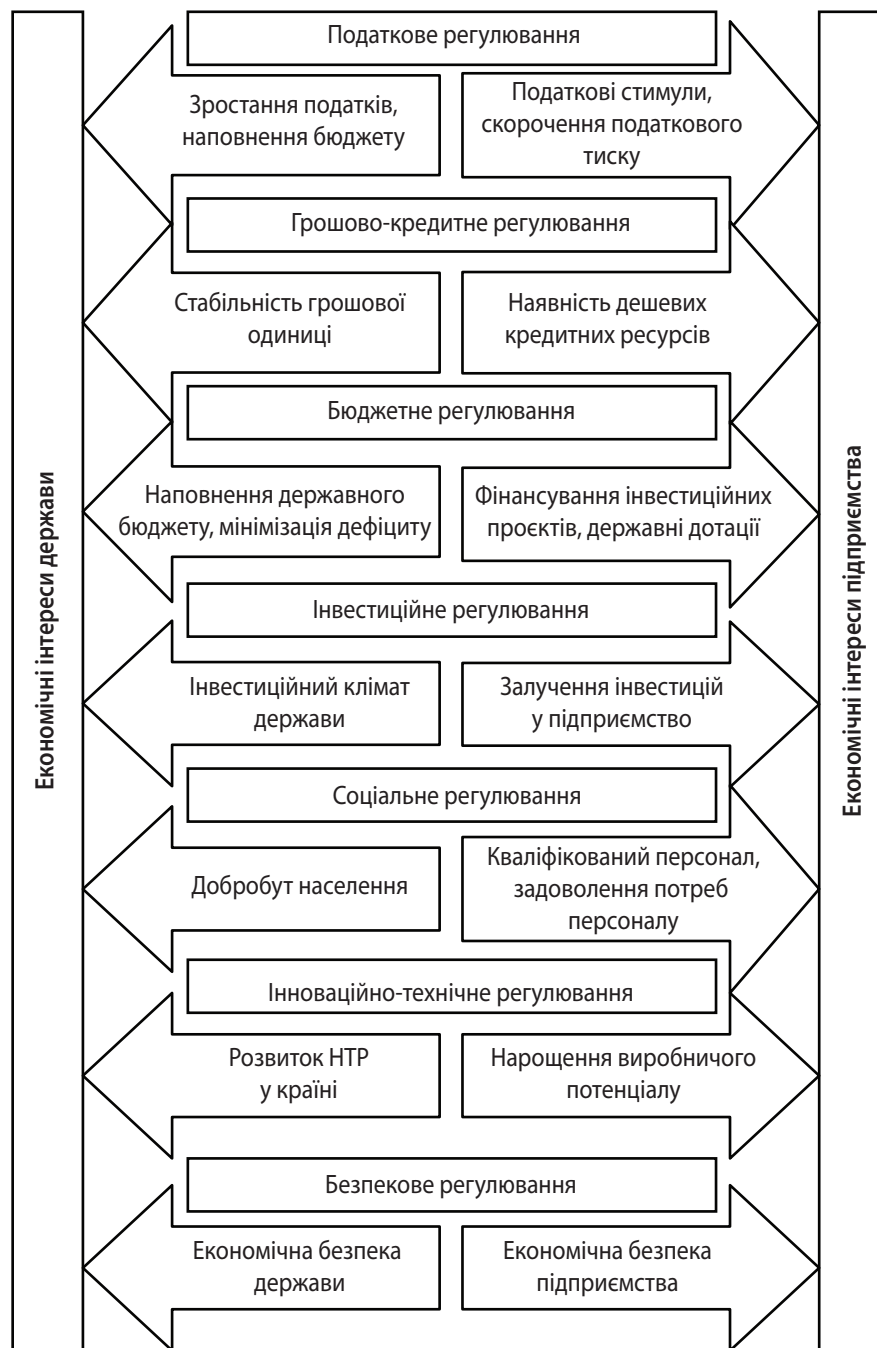 Економічні інтереси держави
Податкове регулювання
Зростання податків,
наповнення бюджету
Податкові стимули,
скорочення податкового
тиску
Грошово-кредитне регулювання
Стабільність грошової
одиниці
Наявність дешевих
кредитних ресурсів
Бюджетне регулювання
Наповнення державного
бюджету, мінімізація дефіциту
Фінансування інвестиційних
проєктів, державні дотації
Інвестиційне регулювання
Інвестиційний клімат
держави
Залучення інвестицій
у підприємство
Соціальне регулювання
Добробут населення
Кваліфікований персонал,
задоволення потреб
персоналу
Інноваційно-технічне регулювання
Розвиток НТР
у країні
Нарощення виробничого
потенціалу
Безпекове регулювання
Економічна безпека
держави
Економічна безпека
підприємства
Економічні інтереси підприємства